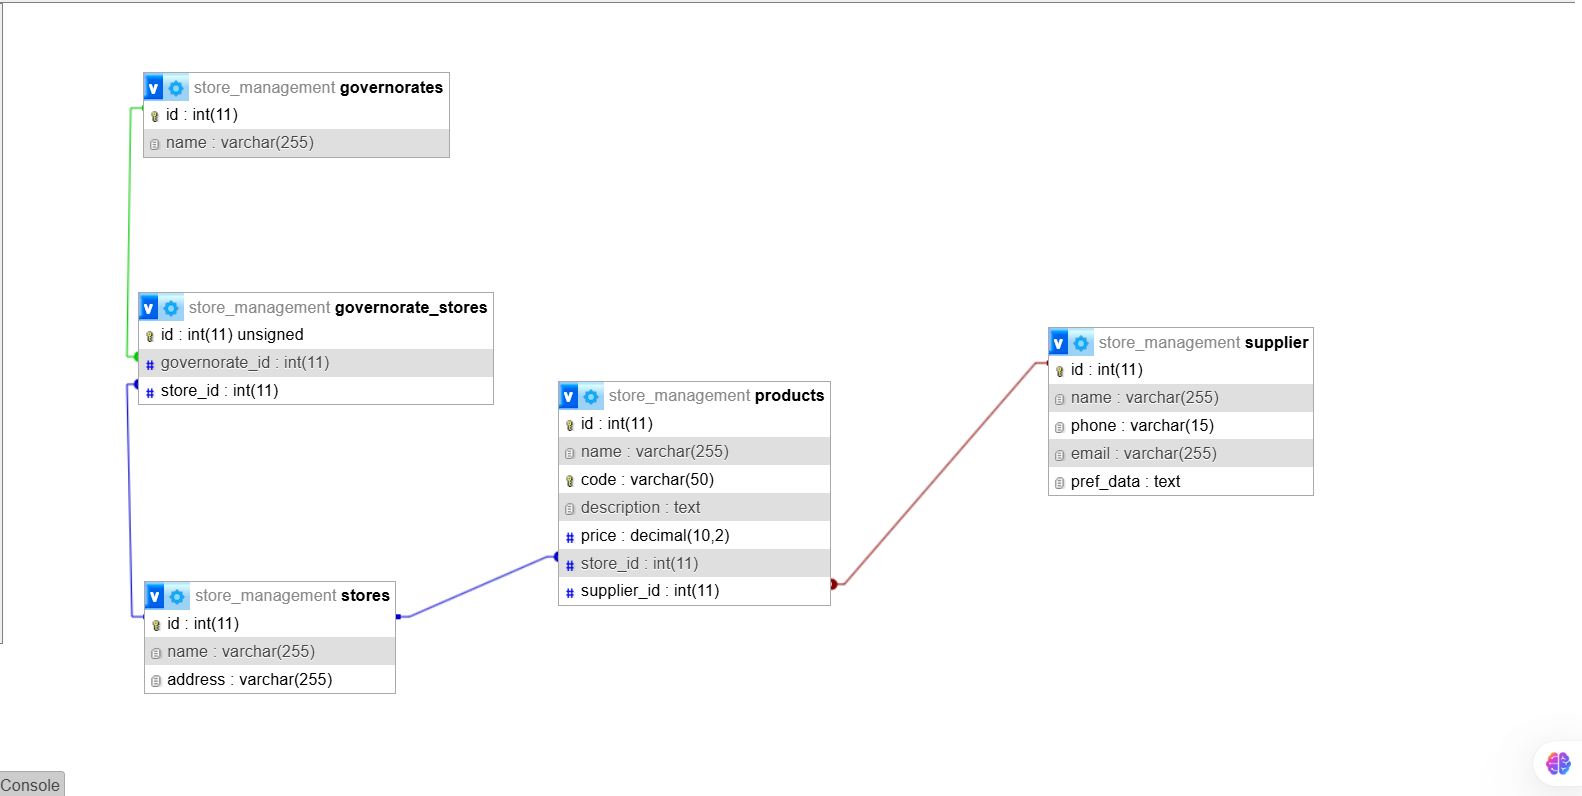 v store_management governorates
id : int(11)
name : varchar(255)
v store_management governorate_stores
id : int(11) unsigned
# governorate_id : int(11)
# store_id : int(11)
v store_management stores
id : int(11)
name : varchar(255)
address : varchar(255)
v store_management products
id : int(11)
name : varchar(255)
code : varchar(50)
description : text
# price : decimal(10,2)
# store_id : int(11)
# supplier_id : int(11)
v store_management supplier
id : int(11)
name : varchar(255)
phone : varchar(15)
email : varchar(255)
pref_data : text
Console